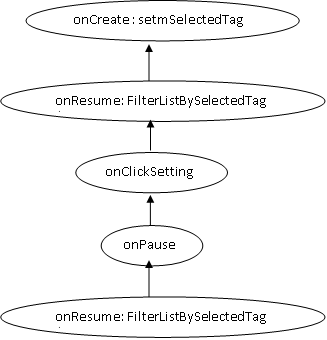 onCreate : setmSelectedTag
onResume: FilterListBySelectedTag
onClickSetting
onPause
onResume: FilterListBySelectedTag